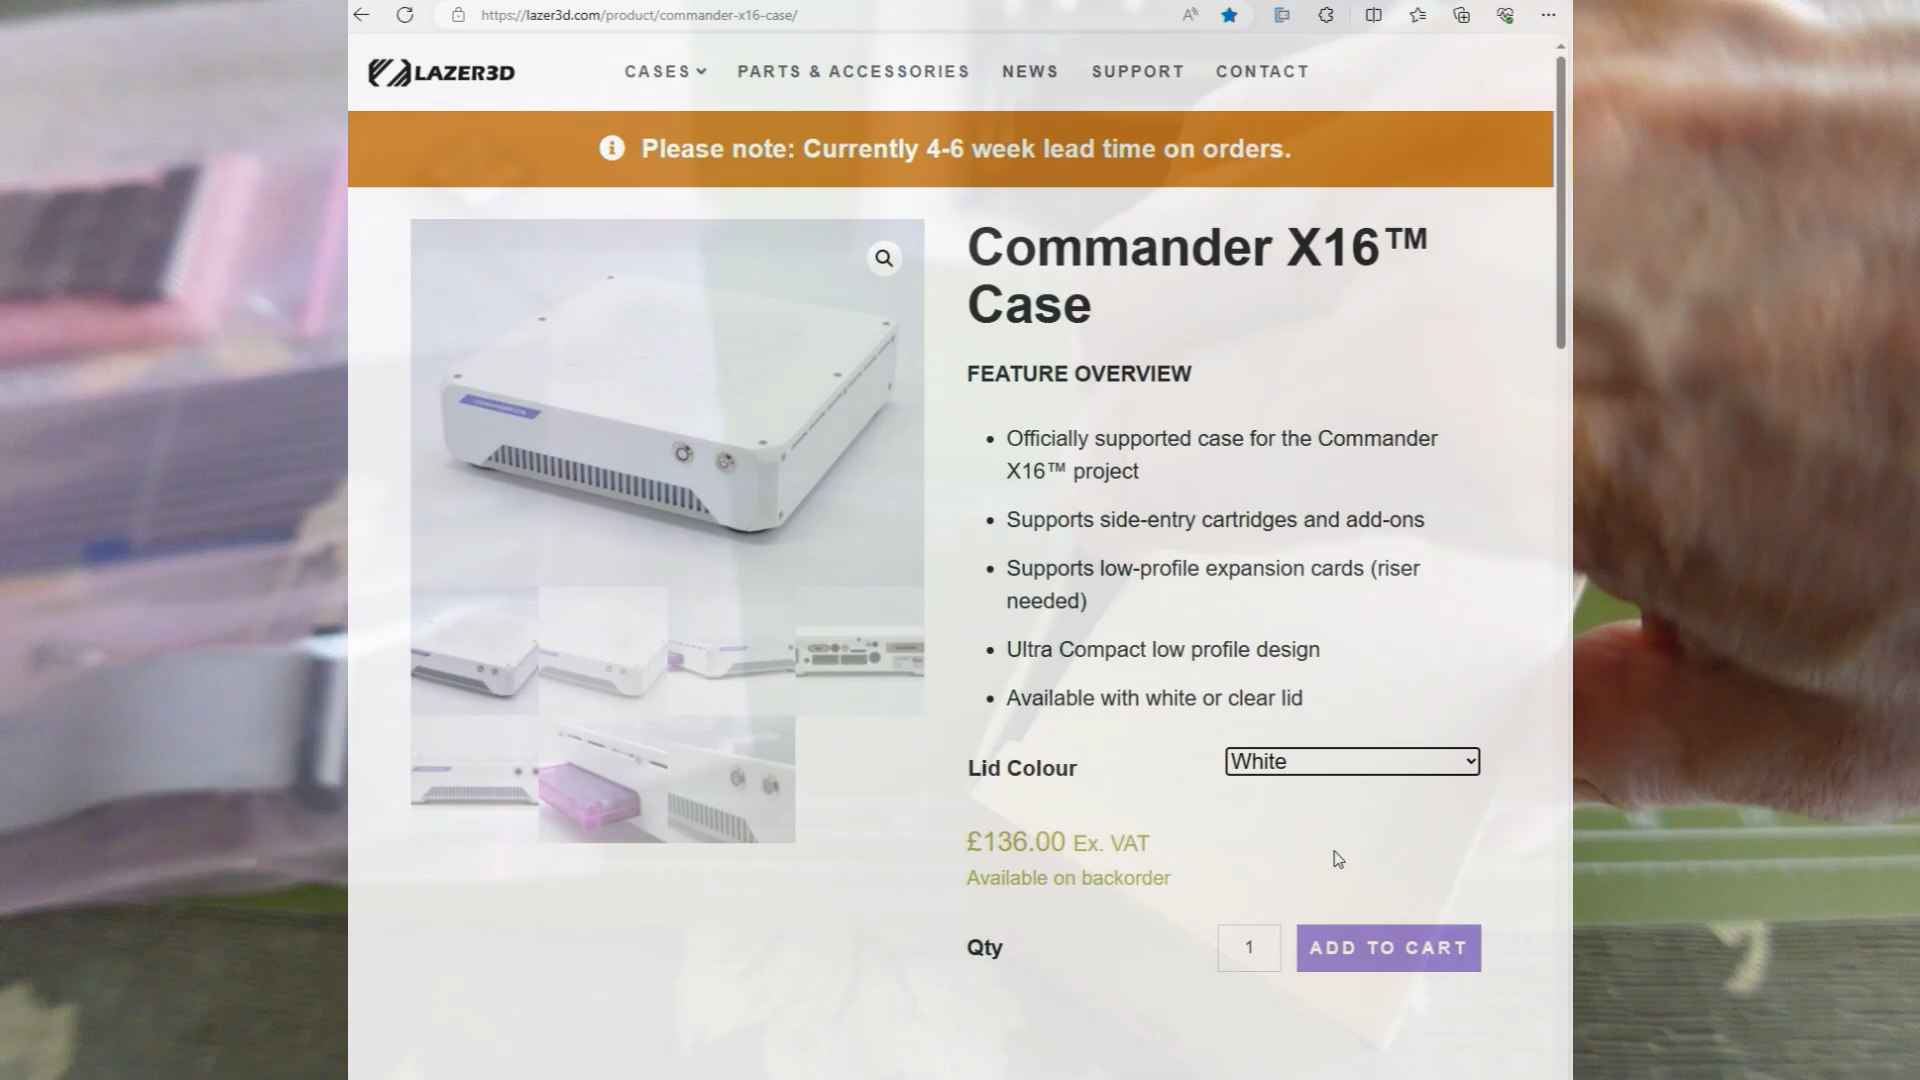 https://lazer3d.com/product/commander-x16-case/
LAZER3D
CASES
PARTS & ACCESSORIES
NEWS
SUPPORT
CONTACT
Please note: Currently 4-6 week lead time on orders.
Commander X16™
Case
FEATURE OVERVIEW
• Officially supported case for the Commander
X16™ project
• Supports side-entry cartridges and add-ons
• Supports low-profile expansion cards (riser
needed)
• Ultra Compact low profile design
• Available with white or clear lid
Lid Colour
White
£136.00 Ex. VAT
Available on backorder
Qty
1
ADD TO CART